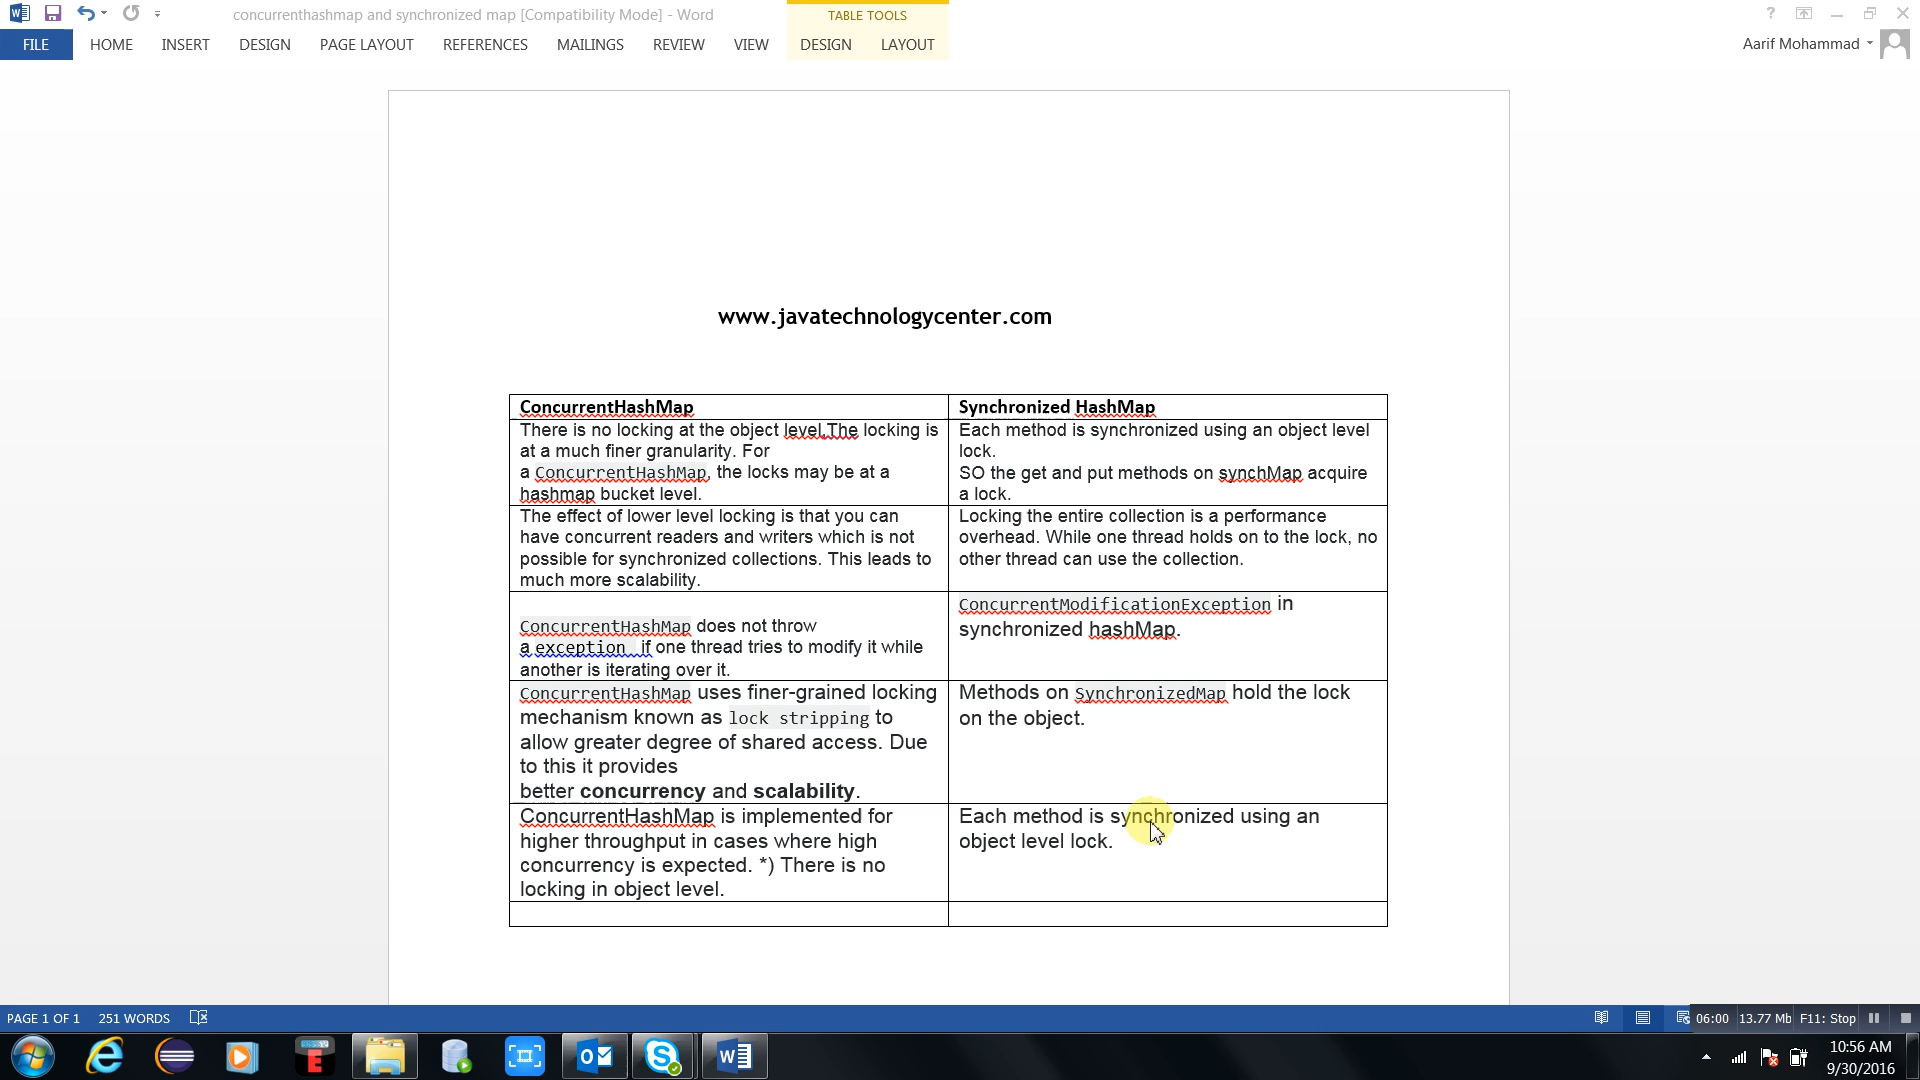 concurrenthashmap and synchronized map [Compatibility Mode] - Word
TABLE TOOLS
?
FILE HOME INSERT DESIGN PAGE LAYOUT REFERENCES MAILINGS REVIEW VIEW DESIGN LAYOUT
Aarif Mohammad
www.javatechnologycenter.com
ConcurrentHashMap
There is no locking at the object level.The locking is
at a much finer granularity. For
a ConcurrentHashMap, the locks may be at a
hashmap bucket level.
Synchronized HashMap
Each method is synchronized using an object level
lock.
SO the get and put methods on synchMap acquire
a lock.
The effect of lower level locking is that you can
have concurrent readers and writers which is not
possible for synchronized collections. This leads to
much more scalability.
Locking the entire collection is a performance
overhead. While one thread holds on to the lock, no
other thread can use the collection.
ConcurrentHashMap does not throw
a exception if one thread tries to modify it while
another is iterating over it.
ConcurrentModificationException in
synchronized hashMap.
ConcurrentHashMap uses finer-grained locking
mechanism known as lock stripping to
allow greater degree of shared access. Due
to this it provides
better concurrency and scalability.
Methods on SynchronizedMap hold the lock
on the object.
ConcurrentHashMap is implemented for
higher throughput in cases where high
concurrency is expected. *) There is no
locking in object level.
Each method is synchronized using an
object level lock.
PAGE 1 OF 1 251 WORDS
06:00 13.77 Mb F11: Stop
10:56 AM
9/30/2016